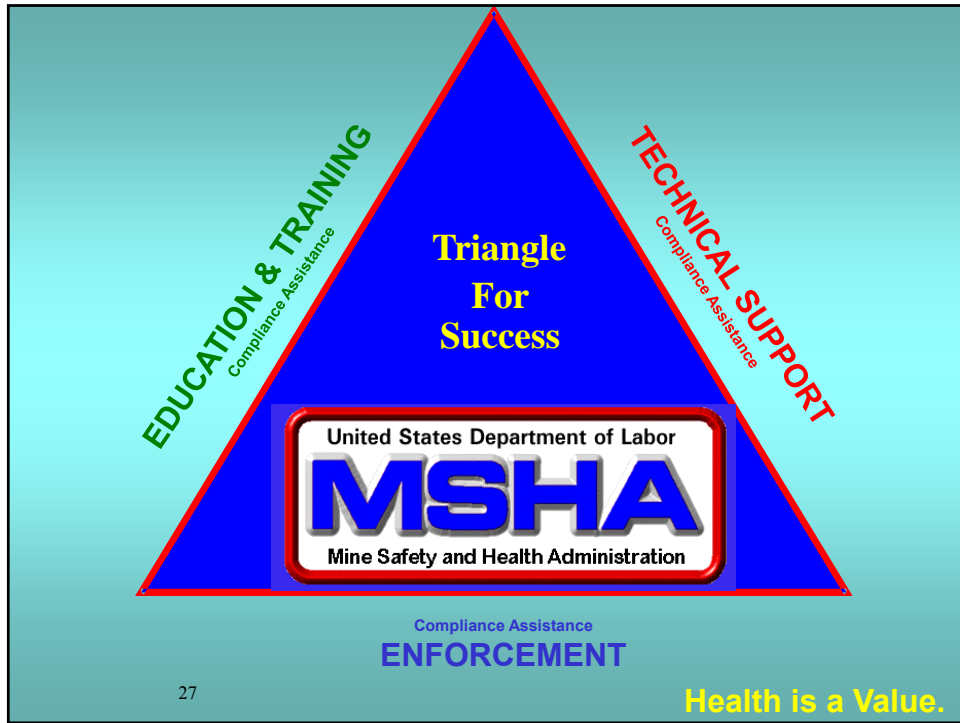 EDUCATION & TRAINING
Compliance Assistance
TECHNICAL SUPPORT
Compliance Assistance
Triangle
For
Success
United States Department of Labor
MSHA
Mine Safety and Health Administration
Compliance Assistance
ENFORCEMENT
27
Health is a Value.